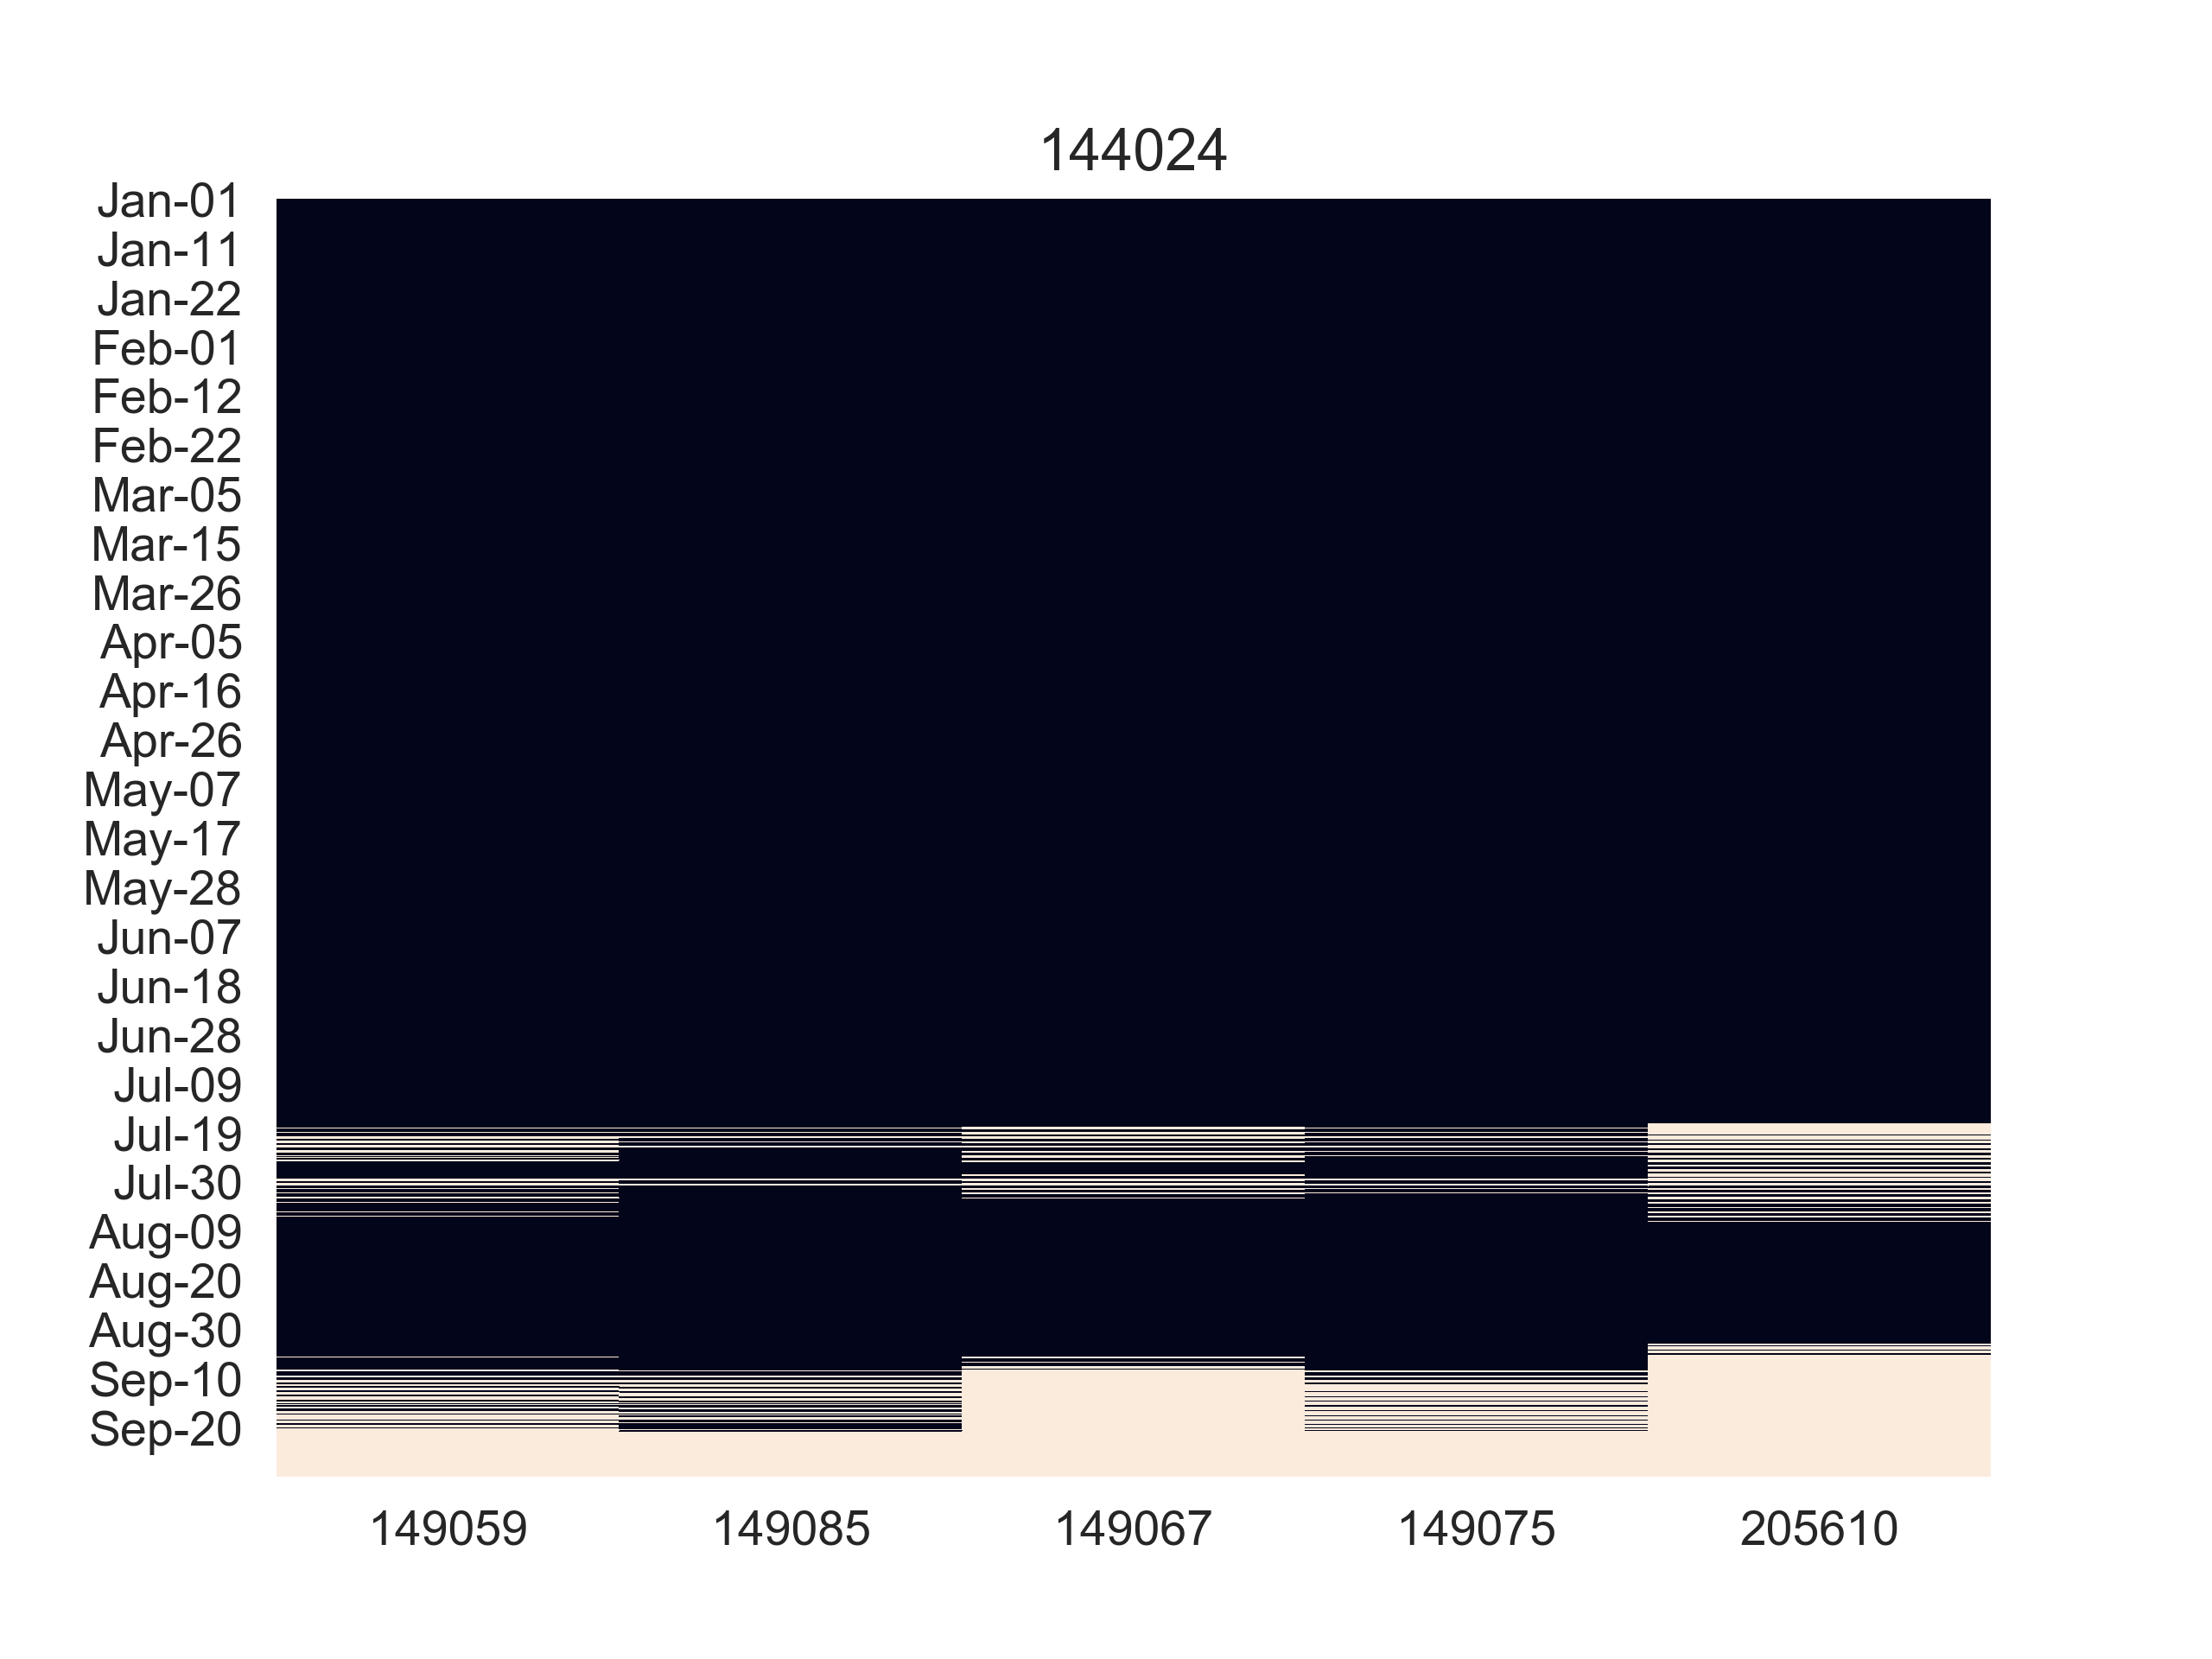 144024
Jan-01
Jan-11
Jan-22
Feb-01
Feb-12
Feb-22
Mar-05
Mar-15
Mar-26
Apr-05
Apr-16
Apr-26
May-07
May-17
May-28
Jun-07
Jun-18
Jun-28
Jul-09
Jul-19
Jul-30
Aug-09
Aug-20
Aug-30
Sep-10
Sep-20
149059 149085 149067 149075 205610